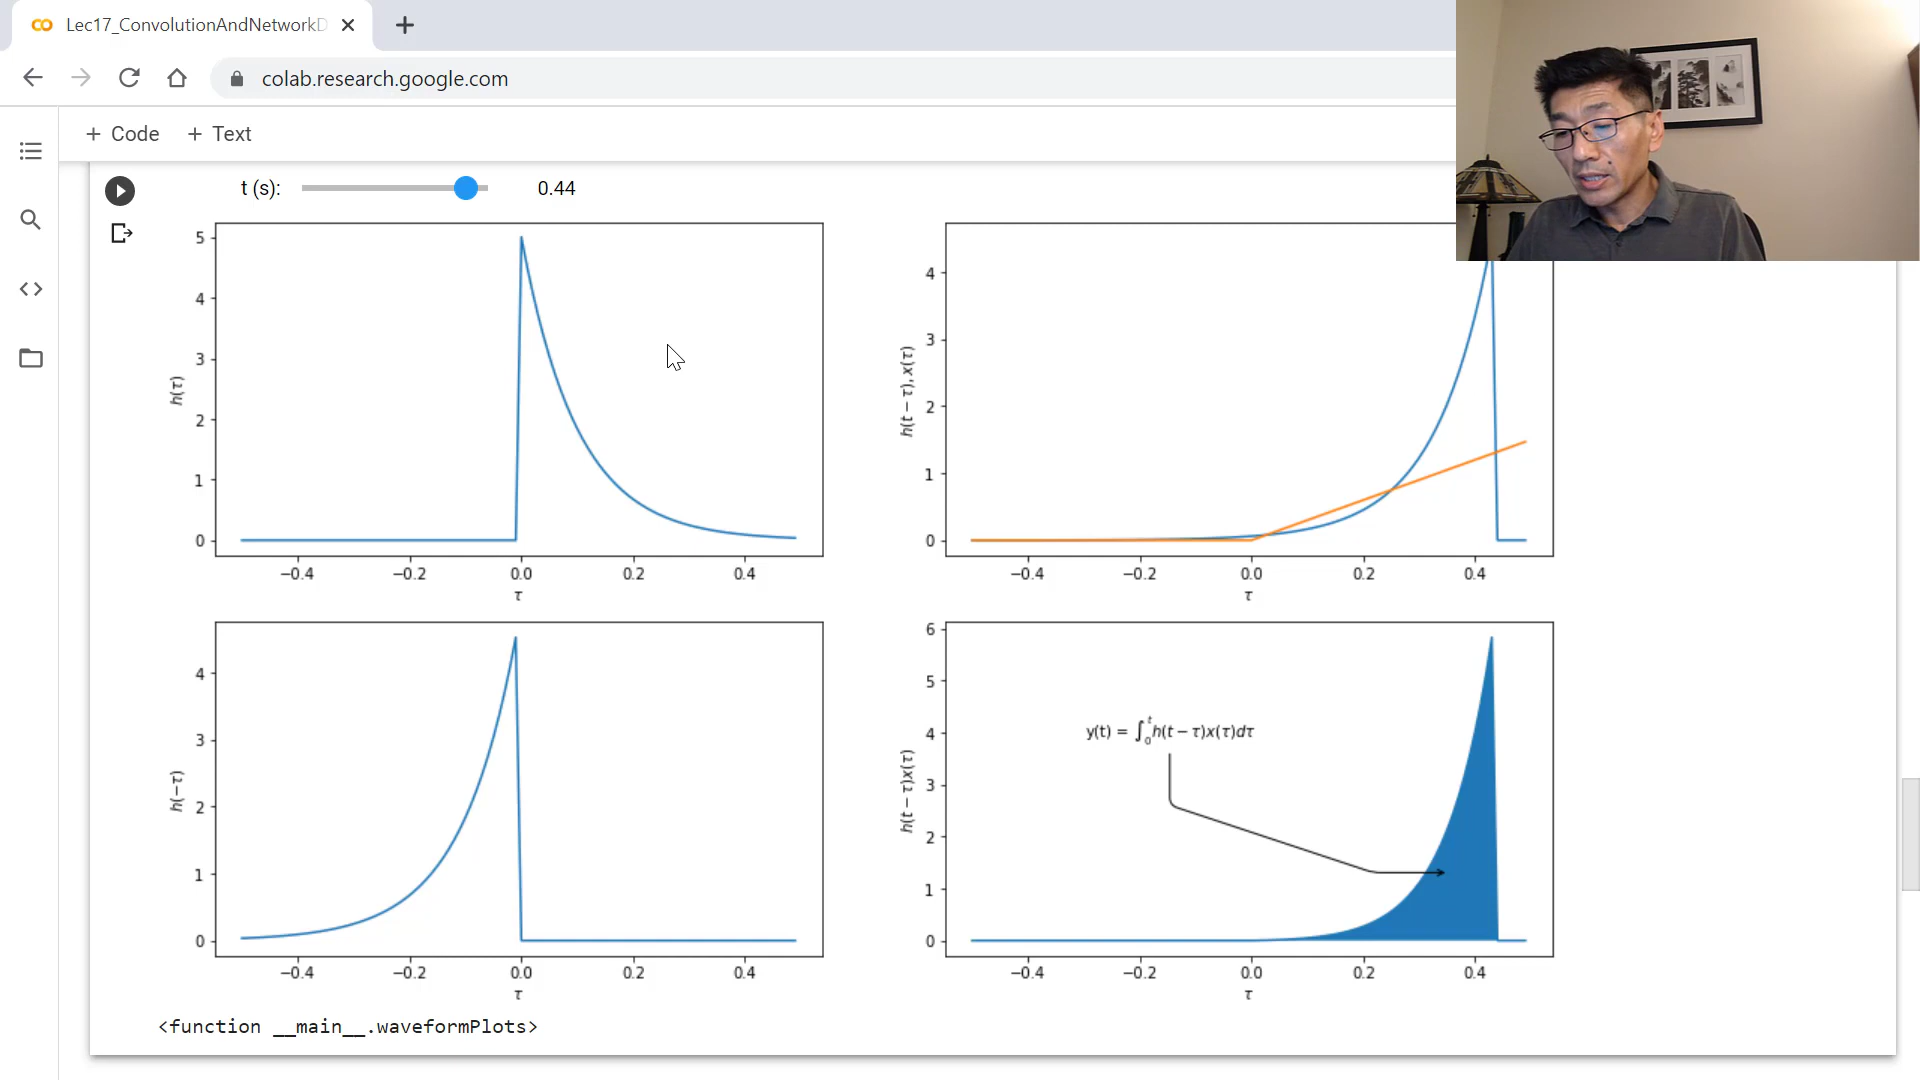 Lec17_ConvolutionAndNetworkD
colab.research.google.com
+ Code + Text
t (s): 0.44
5
4
3
2
1
0
h(τ)
−0.4 −0.2 0.0 0.2 0.4
τ
4
3
2
1
0
h(t − τ), x(τ)
−0.4 −0.2 0.0 0.2 0.4
τ
4
3
2
1
0
h(−τ)
−0.4 −0.2 0.0 0.2 0.4
τ
6
5
4
3
2
1
0
h(t − τ)x(τ)
y(t) = ∫₀ᵗh(t − τ)x(τ)dτ
−0.4 −0.2 0.0 0.2 0.4
τ
<function __main__.waveformPlots>